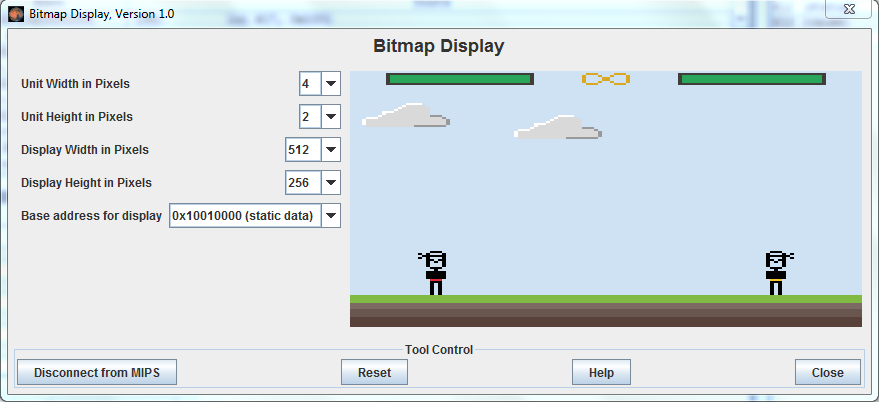 Bitmap Display, Version 1.0
Bitmap Display
Unit Width in Pixels 4
Unit Height in Pixels 2
Display Width in Pixels 512
Display Height in Pixels 256
Base address for display 0x10010000 (static data)
Tool Control
Disconnect from MIPS Reset Help Close